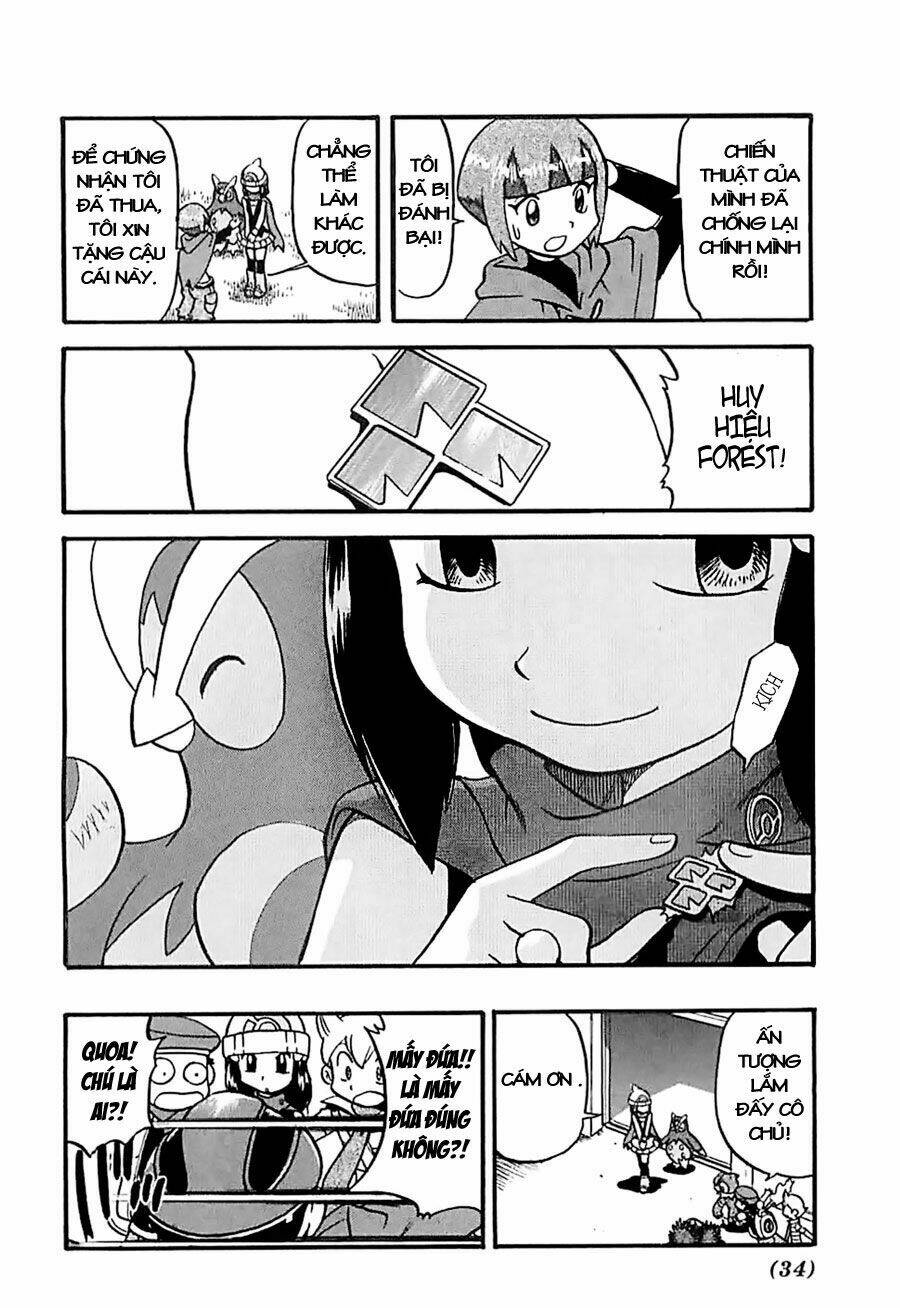 CHIẾN
THUẬT CỦA
MÌNH ĐÃ
CHỐNG LẠI
CHÍNH MÌNH
RỒI!
TÔI
ĐÃ BỊ
ĐÁNH
BẠI!
CHẲNG
THỂ
LÀM
KHÁC
ĐƯỢC.
ĐỂ CHỨNG
NHẬN TÔI
ĐÃ THUA,
TÔI XIN
TẶNG CẬU
CÁI NÀY.
HUY
HIỆU
FOREST!
KỊCH
ẤN
TƯỢNG
LẮM
ĐẤY CÔ
CHỦ!
CÁM ƠN .
MẤY ĐỨA!!
LÀ MẤY
ĐỨA ĐÚNG
KHÔNG?!
QUOA!
CHÚ LÀ
AI?!
(34)